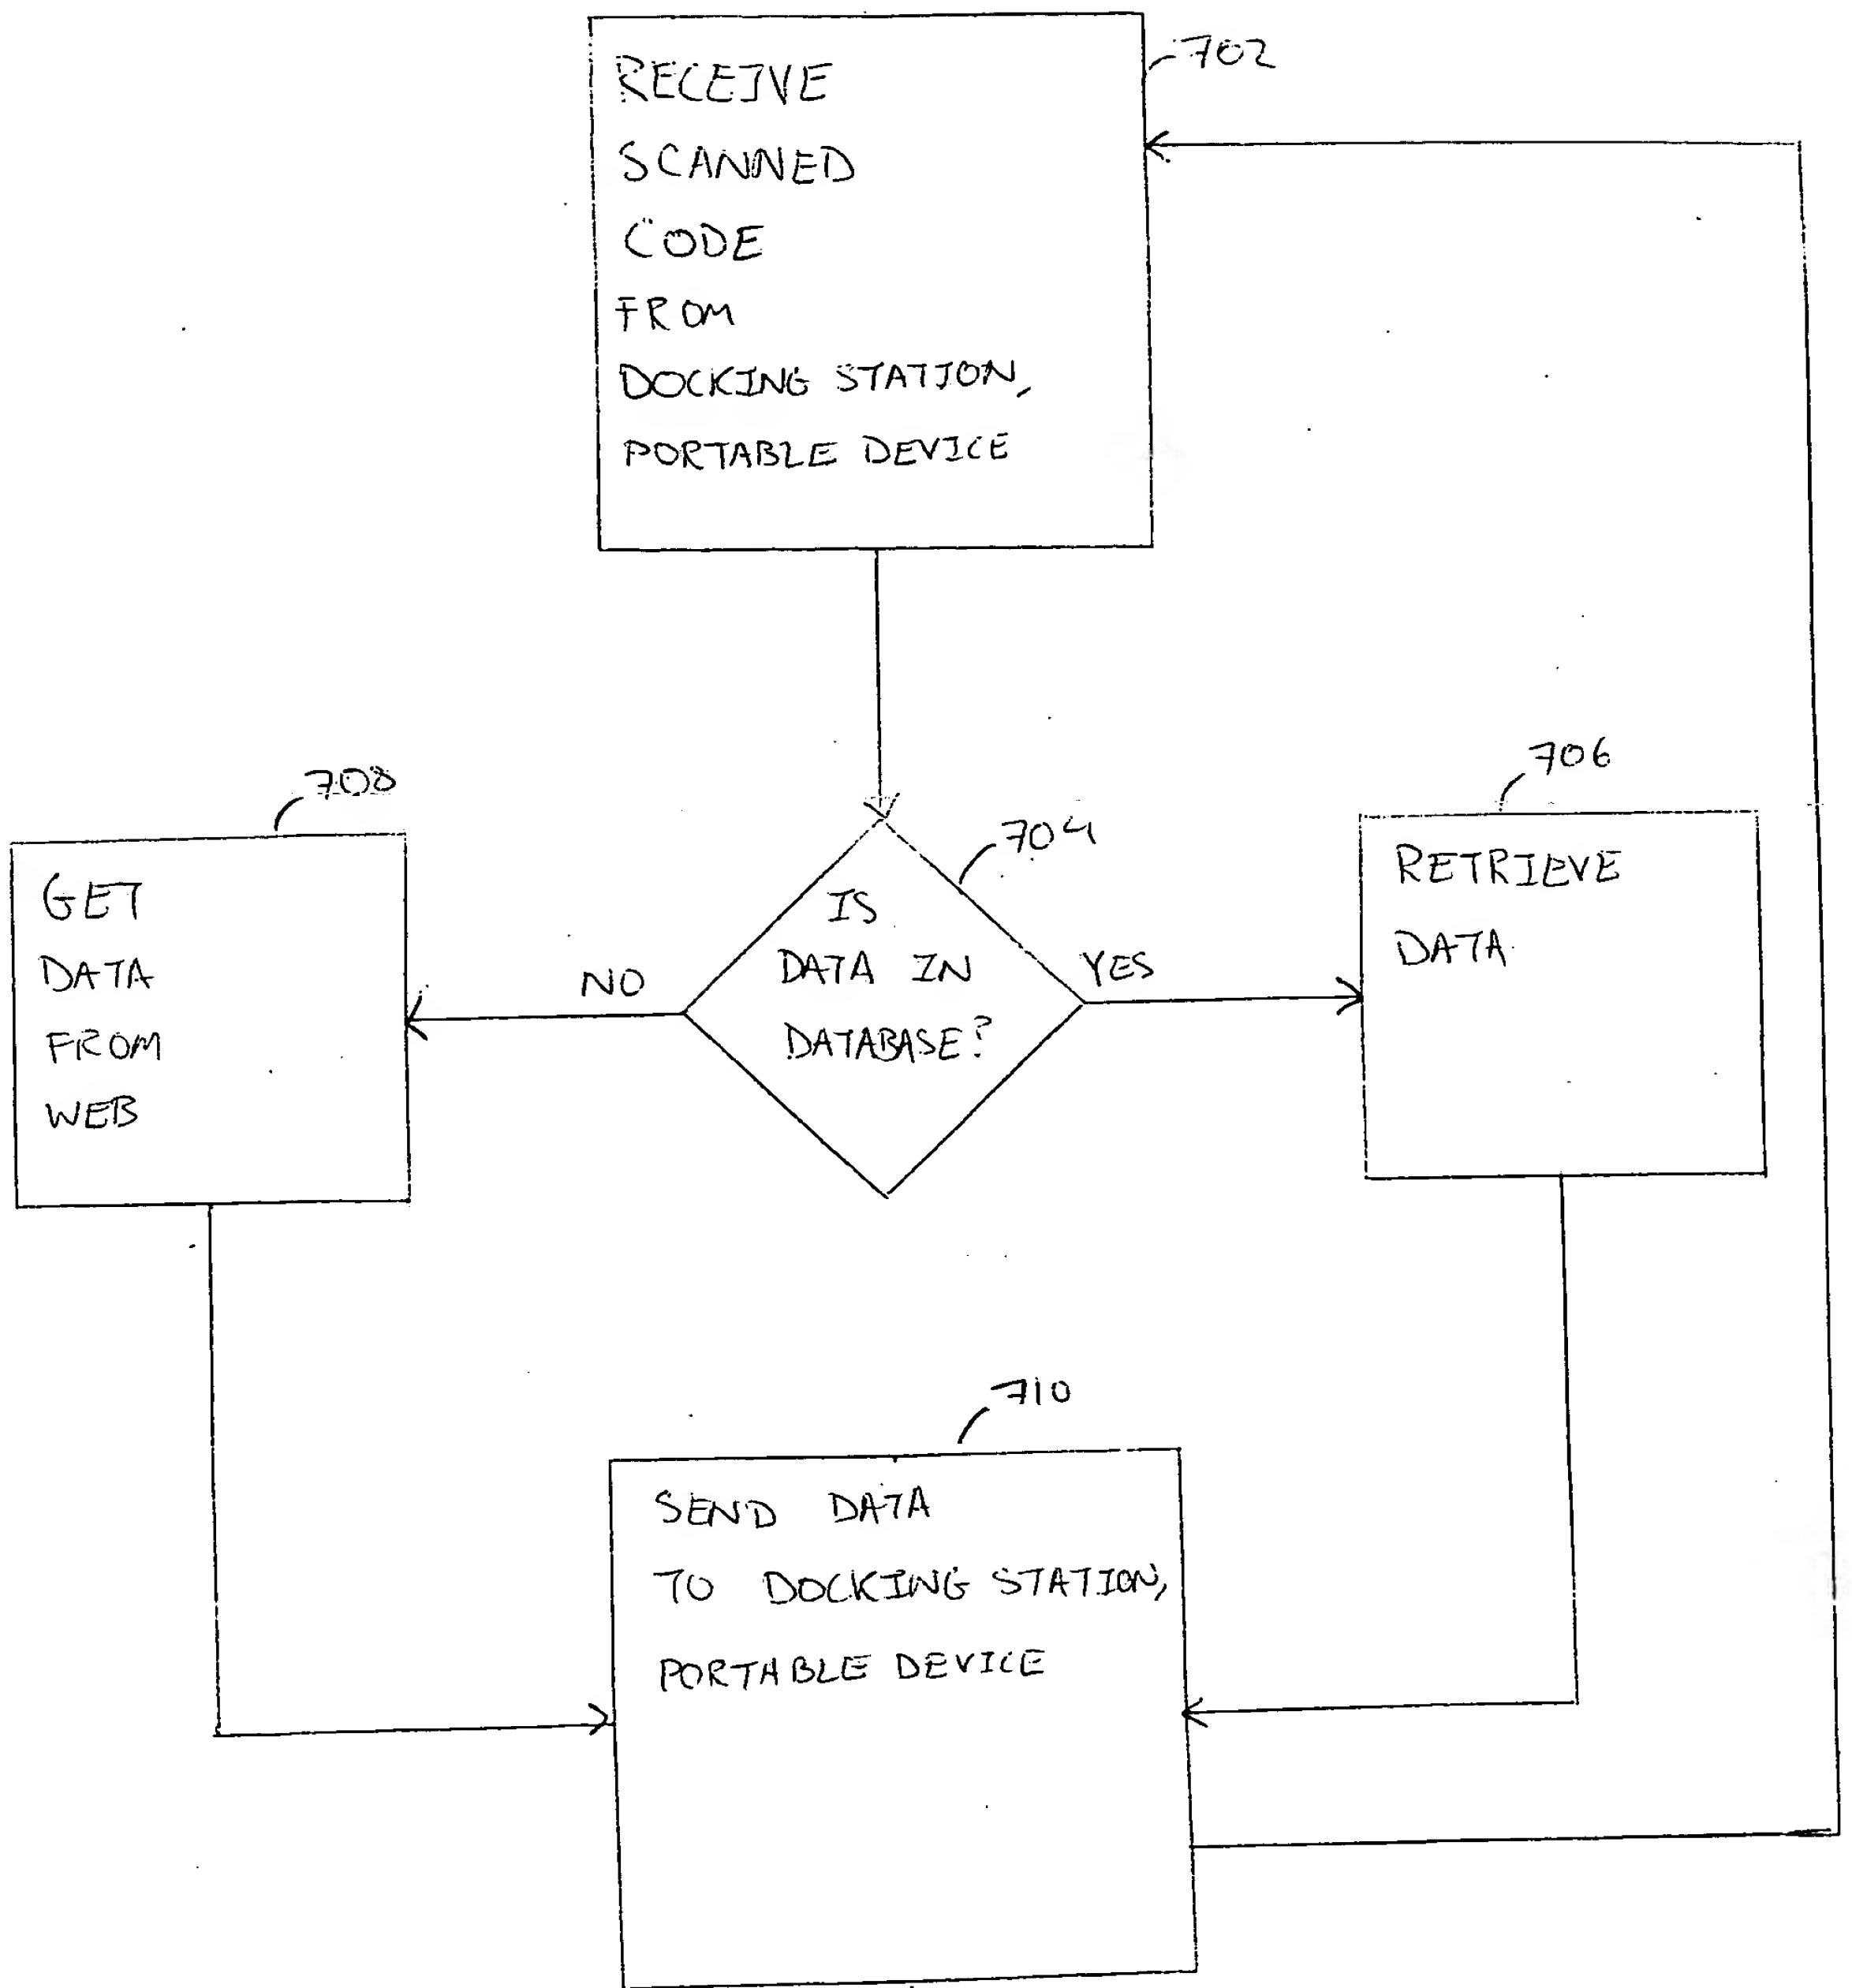 702
RECEIVE
SCANNED
CODE
FROM
DOCKING STATION,
PORTABLE DEVICE
708
GET
DATA
FROM
WEB
NO
704
IS
DATA IN
DATABASE?
YES
706
RETRIEVE
DATA
710
SEND DATA
TO DOCKING STATION,
PORTABLE DEVICE